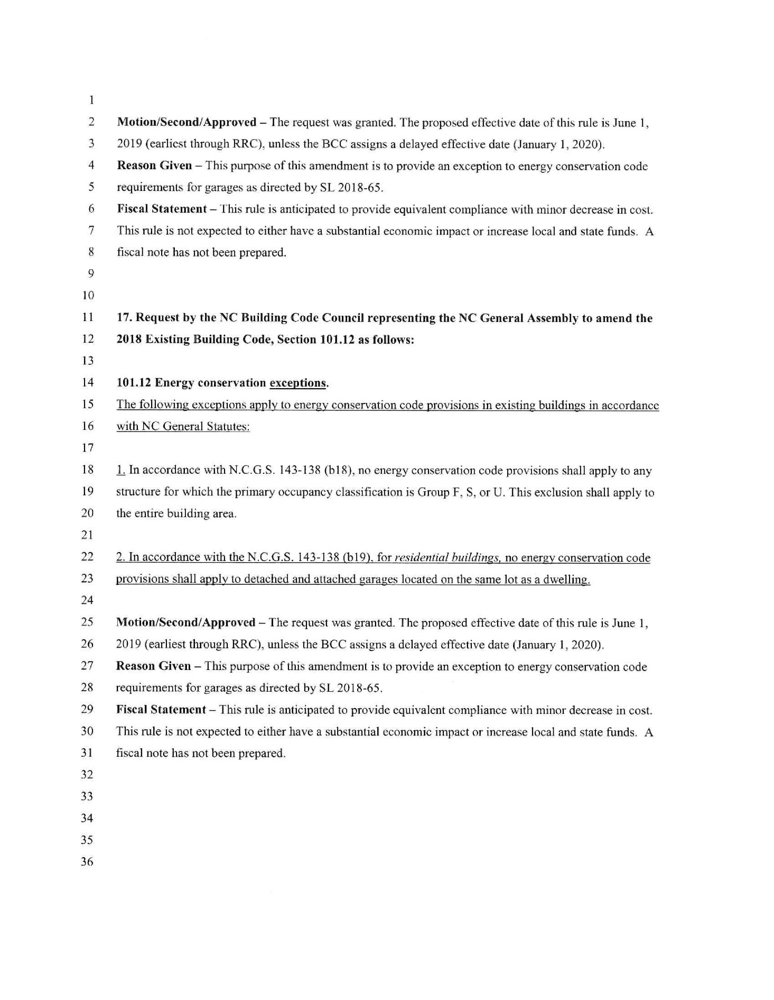 1
2 Motion/Second/Approved – The request was granted. The proposed effective date of this rule is June 1,
3 2019 (earliest through RRC), unless the BCC assigns a delayed effective date (January 1, 2020).
4 Reason Given – This purpose of this amendment is to provide an exception to energy conservation code
5 requirements for garages as directed by SL 2018-65.
6 Fiscal Statement – This rule is anticipated to provide equivalent compliance with minor decrease in cost.
7 This rule is not expected to either have a substantial economic impact or increase local and state funds. A
8 fiscal note has not been prepared.
9
10
11 17. Request by the NC Building Code Council representing the NC General Assembly to amend the
12 2018 Existing Building Code, Section 101.12 as follows:
13
14 101.12 Energy conservation exceptions.
15 The following exceptions apply to energy conservation code provisions in existing buildings in accordance
16 with NC General Statutes:
17
18 1. In accordance with N.C.G.S. 143-138 (b18), no energy conservation code provisions shall apply to any
19 structure for which the primary occupancy classification is Group F, S, or U. This exclusion shall apply to
20 the entire building area.
21
22 2. In accordance with the N.C.G.S. 143-138 (b19), for residential buildings, no energy conservation code
23 provisions shall apply to detached and attached garages located on the same lot as a dwelling.
24
25 Motion/Second/Approved – The request was granted. The proposed effective date of this rule is June 1,
26 2019 (earliest through RRC), unless the BCC assigns a delayed effective date (January 1, 2020).
27 Reason Given – This purpose of this amendment is to provide an exception to energy conservation code
28 requirements for garages as directed by SL 2018-65.
29 Fiscal Statement – This rule is anticipated to provide equivalent compliance with minor decrease in cost.
30 This rule is not expected to either have a substantial economic impact or increase local and state funds. A
31 fiscal note has not been prepared.
32
33
34
35
36